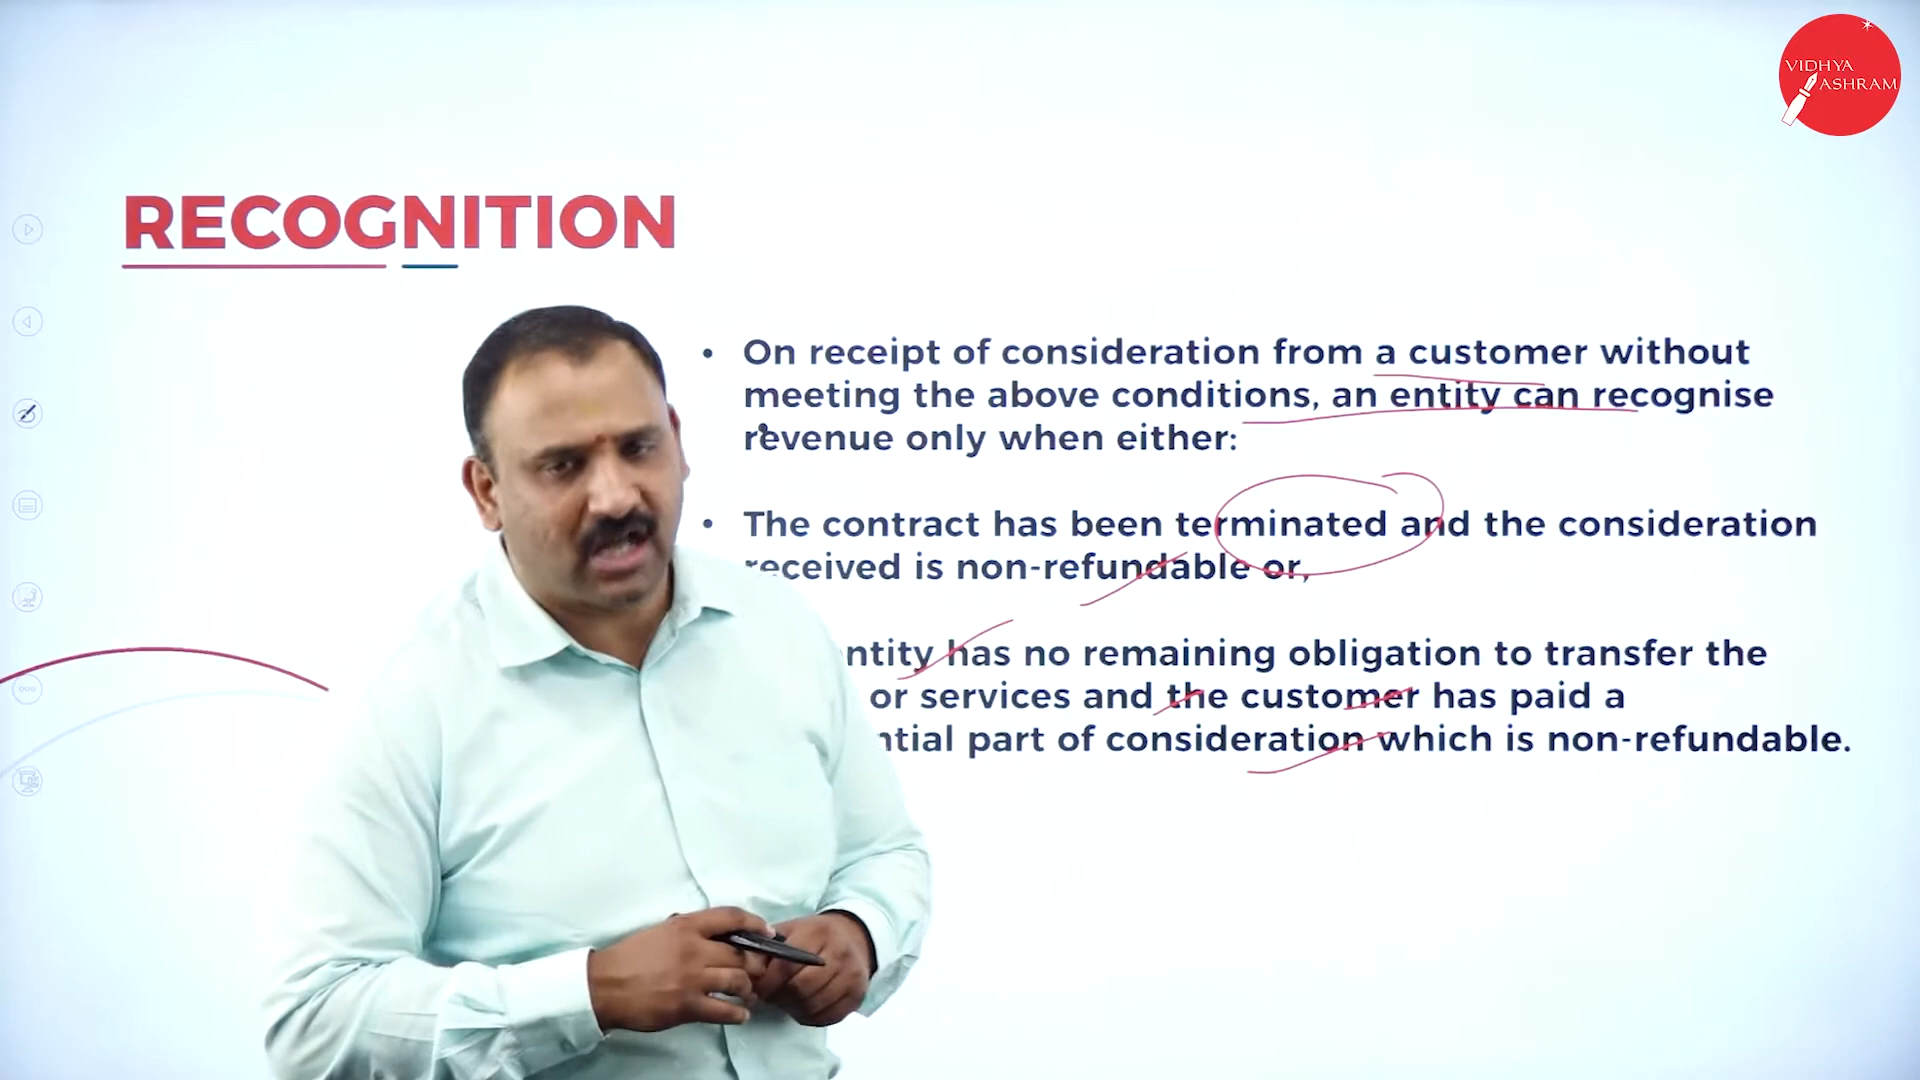 VIDHYA
ASHRAM
RECOGNITION
• On receipt of consideration from a customer without
meeting the above conditions, an entity can recognise
revenue only when either:
• The contract has been terminated and the consideration
received is non-refundable or,
has no remaining obligation to transfer the
or services and the customer has paid a
part of consideration which is non-refundable.